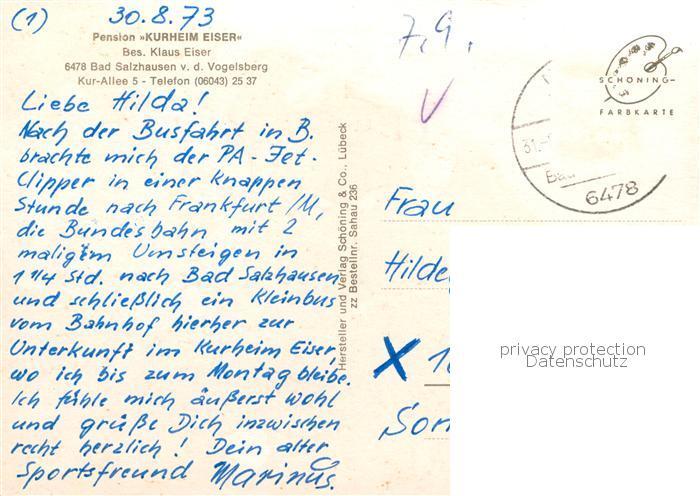 (1) 30.8.73
Pension »KURHEIM EISER«
Bes. Klaus Eiser
6478 Bad Salzhausen v. d. Vogelsberg
Kur-Allee 5 - Telefon (06043) 25 37
Liebe Hilda!
Nach der Busfahrt in B.
brachte mich der PA-Jet-
Clipper in einer knappen
Stunde nach Frankfurt/M,
die Bundesbahn mit 2
maligem Umsteigen in
1 1/4 Std. nach Bad Salzhausen
und schließlich ein Kleinbus
vom Bahnhof hierher zur
Unterkunft im Kurheim Eiser,
wo ich bis zum Montag bleibe.
Ich fühle mich äußerst wohl
und grüße Dich inzwischen
recht herzlich! Dein alter
Sportsfreund Marinus.
Hersteller und Verlag Schöning & Co., Lübeck
zz Bestellnr. Sahau 236
7,9.
SCHÖNING-
FARBKARTE
31.
Bad
6478
Frau
Hilde
X 1
Son
privacy protection
Datenschutz